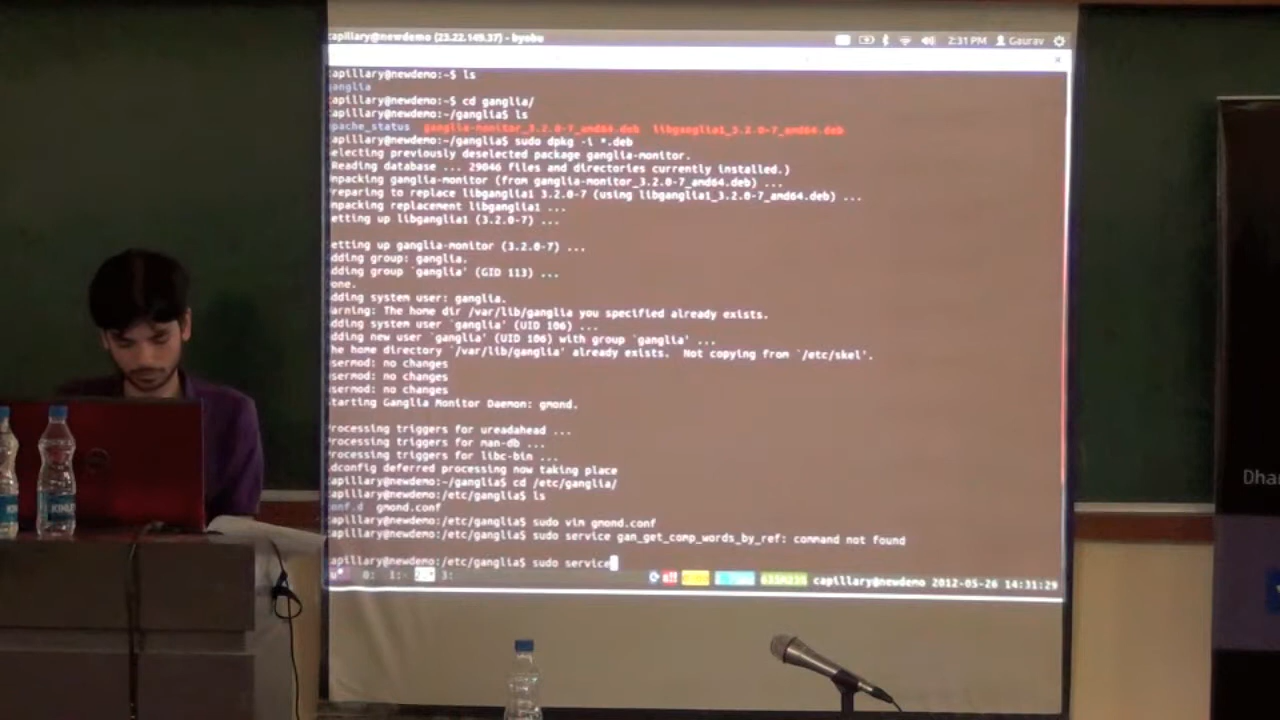 capillary@newdemo (23.22.149.37) - byobu 2:31 PM Gaurav
apillary@newdemo:~$ ls
ganglia
apillary@newdemo:~$ cd ganglia/
apillary@newdemo:~/ganglia$ ls
apache_status ganglia-monitor_3.2.0-7_amd64.deb libganglia1_3.2.0-7_amd64.deb
apillary@newdemo:~/ganglia$ sudo dpkg -i *.deb
electing previously deselected package ganglia-monitor.
Reading database ... 29046 files and directories currently installed.)
npacking ganglia-monitor (from ganglia-monitor_3.2.0-7_amd64.deb) ...
reparing to replace libganglia1 3.2.0-7 (using libganglia1_3.2.0-7_amd64.deb) ...
npacking replacement libganglia1 ...
etting up libganglia1 (3.2.0-7) ...
etting up ganglia-monitor (3.2.0-7) ...
dding group: ganglia.
dding group `ganglia' (GID 113) ...
one.
dding system user: ganglia.
arning: The home dir /var/lib/ganglia you specified already exists.
dding system user `ganglia' (UID 106) ...
dding new user `ganglia' (UID 106) with group `ganglia' ...
he home directory `/var/lib/ganglia' already exists. Not copying from `/etc/skel'.
sermod: no changes
sermod: no changes
sermod: no changes
tarting Ganglia Monitor Daemon: gmond.
rocessing triggers for ureadahead ...
rocessing triggers for man-db ...
rocessing triggers for libc-bin ...
dconfig deferred processing now taking place
apillary@newdemo:~/ganglia$ cd /etc/ganglia/
apillary@newdemo:/etc/ganglia$ ls
onf.d gmond.conf
apillary@newdemo:/etc/ganglia$ sudo vim gmond.conf
apillary@newdemo:/etc/ganglia$ sudo service gan_get_comp_words_by_ref: command not found
apillary@newdemo:/etc/ganglia$ sudo service
0: 1:- 3: capillary@newdemo 2012-05-26 14:31:29
Dha